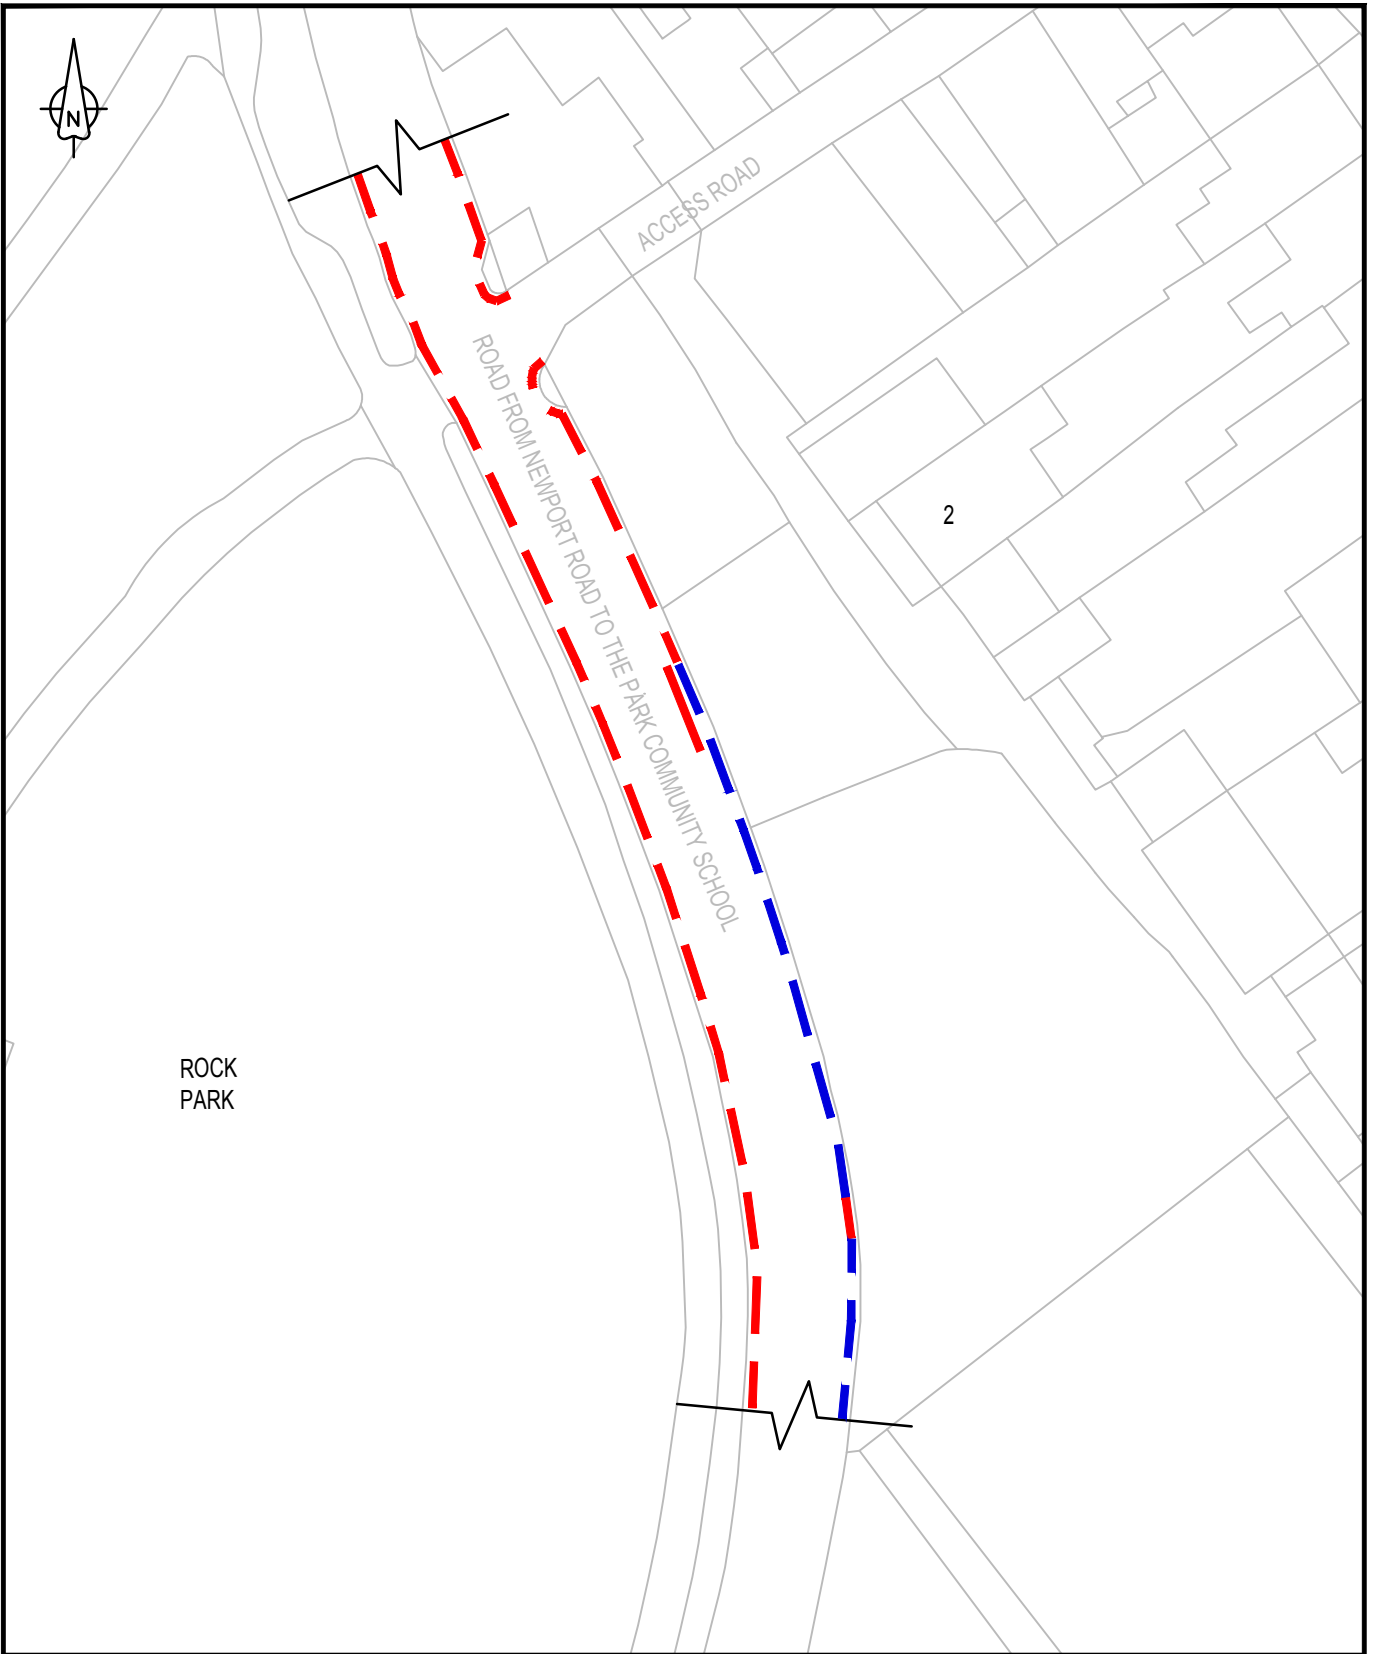 N
ACCESS ROAD
ROAD FROM NEWPORT ROAD TO THE PARK COMMUNITY SCHOOL
2
ROCK
PARK